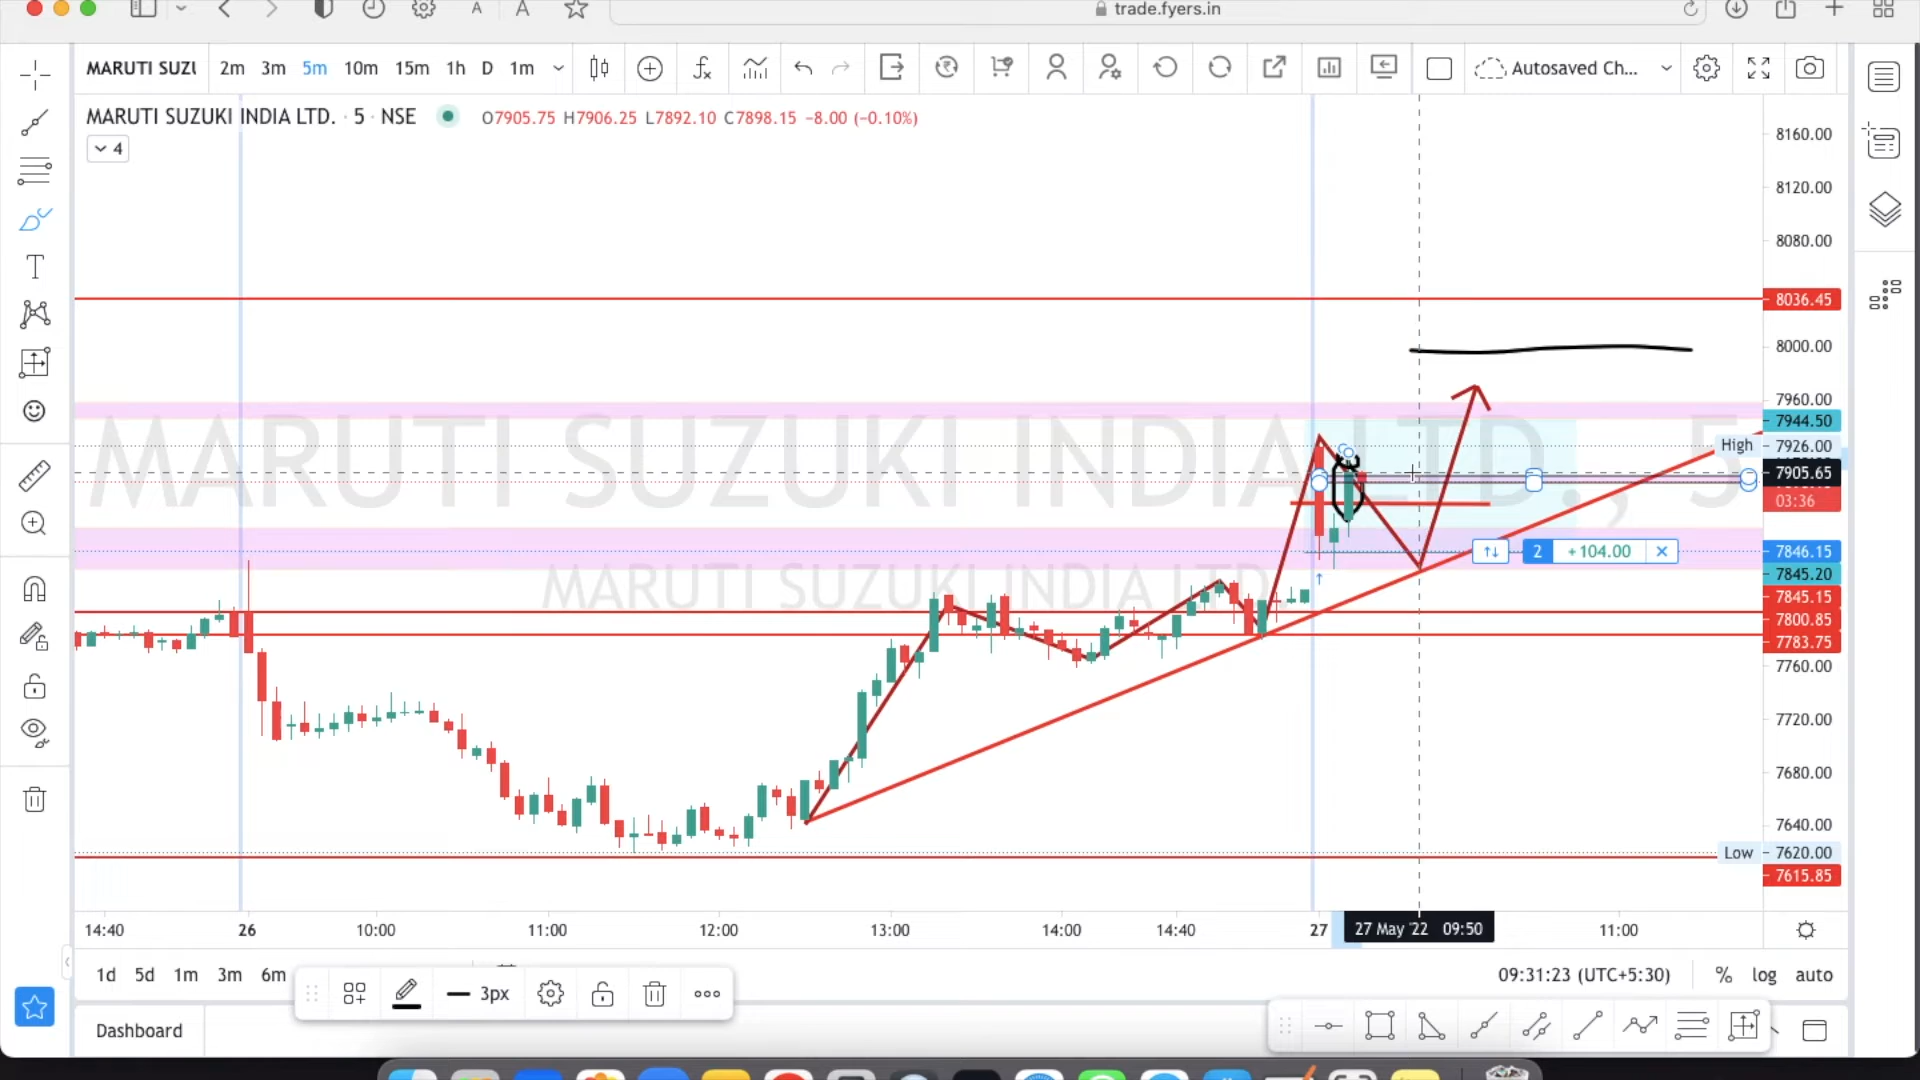 A A trade.fyers.in
MARUTI SUZU 2m 3m 5m 10m 15m 1h D 1m Autosaved Ch...
MARUTI SUZUKI INDIA LTD. · 5 · NSE O7905.75 H7906.25 L7892.10 C7898.15 −8.00 (−0.10%)
4
8160.00
8120.00
8080.00
8036.45
8000.00
7960.00
7944.50
High 7926.00
7905.65
03:36
MARUTI SUZUKI INDIA LTD., 5
2 +104.00 7846.15
7845.20
MARUTI SUZUKI INDIA LTD.
7845.15
7800.85
7783.75
7760.00
7720.00
7680.00
7640.00
Low 7620.00
7615.85
14:40 26 10:00 11:00 12:00 13:00 14:00 14:40 27 27 May '22 09:50 11:00
1d 5d 1m 3m 6m 09:31:23 (UTC+5:30) % log auto
3px
Dashboard